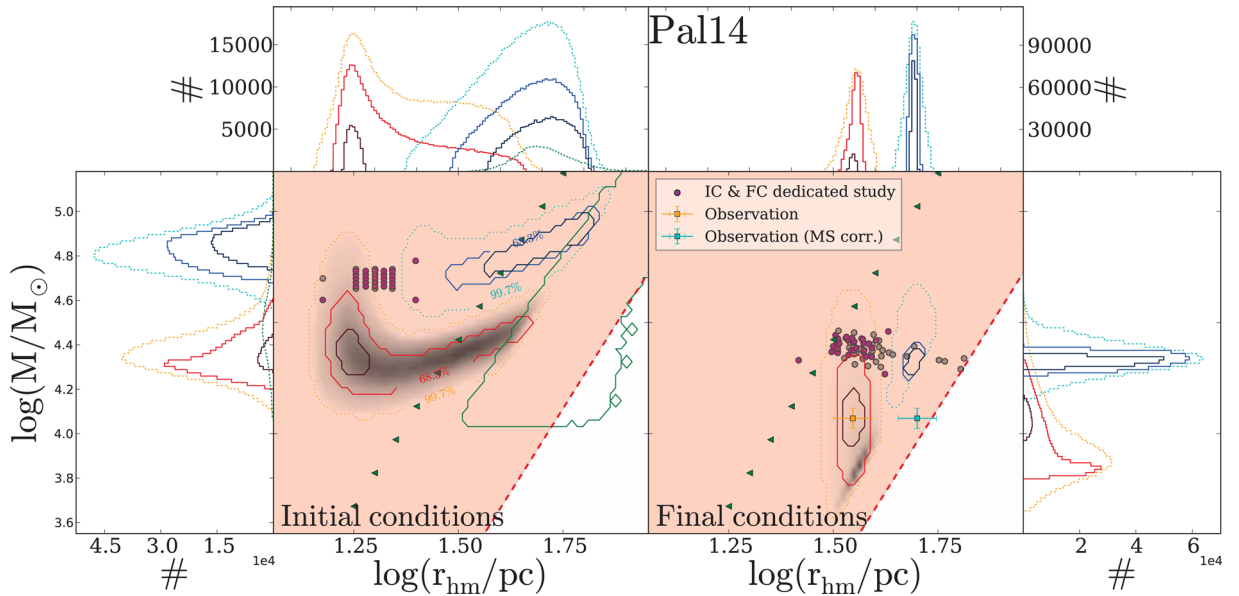 Pal14
15000
10000
5000
#
90000
60000
30000
#
IC & FC dedicated study
Observation
Observation (MS corr.)
5.0
4.8
4.6
4.4
4.2
4.0
3.8
3.6
log(M/M⊙)
68.3%
99.7%
68.3%
99.7%
Initial conditions
Final conditions
4.5 3.0 1.5
1e4
#
1.25 1.50 1.75
log(r_hm/pc)
1.25 1.50 1.75
log(r_hm/pc)
2 4 6
1e4
#